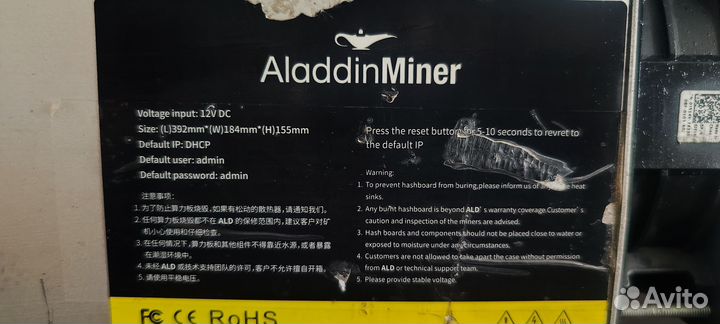 AladdinMiner
Voltage input: 12V DC
Size: (L)392mm*(W)184mm*(H)155mm
Default IP: DHCP
Default user: admin
Default password: admin
注意事项:
1. 为了防止算力板烧毁, 如果有松动的散热器, 请通知我们。
2. 任何算力板烧毁都不在 ALD 的保修范围内, 建议客户对矿
机小心使用和仔细检查。
3. 在任何情况下, 算力板和其他组件不得靠近水源, 或者暴露
在潮湿环境中。
4. 未经 ALD 或技术支持团队的许可, 客户不允许擅自开箱。
5. 请使用平稳电压。
Press the reset button for 5-10 seconds to revret to
the default IP
Warning:
1. To prevent hashboard from buring,please inform us of any heat
sinks.
2. Any burnt hashboard is beyond ALD's warranty coverage.Customer's
caution and inspection of the miners are advised.
3. Hash boards and components should not be placed close to water or
exposed to moisture under any circumstances.
4. Customers are not allowed to take apart the case without permission
from ALD or technical support team.
5. Please provide stable voltage.
FC CE RoHS
Avito